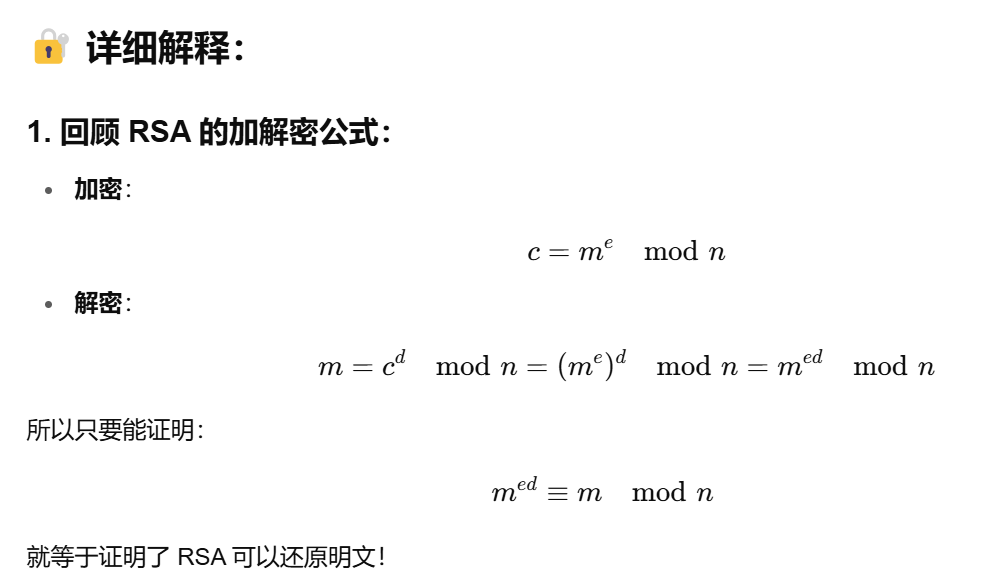 🔐 详细解释：
1. 回顾 RSA 的加解密公式：
• 加密：
c = m^e mod n
• 解密：
m = c^d mod n = (m^e)^d mod n = m^{ed} mod n
所以只要能证明：
m^{ed} ≡ m mod n
就等于证明了 RSA 可以还原明文！